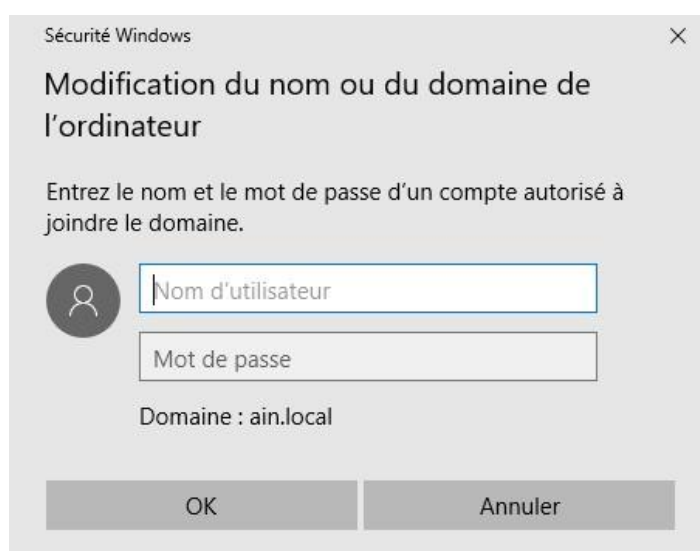 Sécurité Windows
Modification du nom ou du domaine de
l’ordinateur
Entrez le nom et le mot de passe d’un compte autorisé à
joindre le domaine.
Nom d’utilisateur
Mot de passe
Domaine : ain.local
OK Annuler